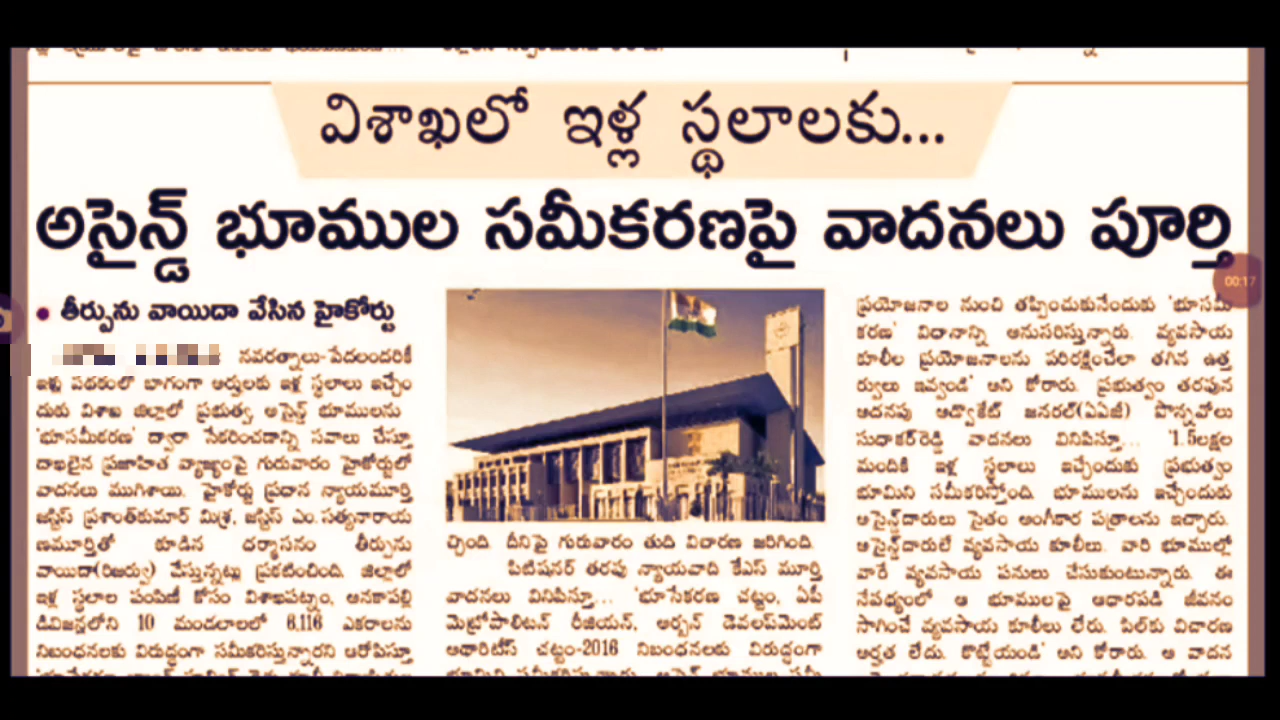 విశాఖలో ఇళ్ల స్థలాలకు...
అసైన్డ్ భూముల సమీకరణపై వాదనలు పూర్తి
00:17
• తీర్పును వాయిదా వేసిన హైకోర్టు
నవరత్నాలు-పేదలందరికీ
ఇళ్లు పథకంలో భాగంగా అర్హులకు ఇళ్ల స్థలాలు ఇచ్చేం
దుకు విశాఖ జిల్లాలో ప్రభుత్వ అసైన్డ్ భూములను
'భూసమీకరణ' ద్వారా సేకరించడాన్ని సవాలు చేస్తూ
దాఖలైన ప్రజాహిత వ్యాజ్యంపై గురువారం హైకోర్టులో
వాదనలు ముగిశాయి. హైకోర్టు ప్రధాన న్యాయమూర్తి
జస్టిస్ ప్రశాంత్‌కుమార్ మిశ్ర, జస్టిస్ ఎం.సత్యనారాయ
ణమూర్తితో కూడిన ధర్మాసనం తీర్పును
వాయిదా(రిజర్వు) చేస్తున్నట్లు ప్రకటించింది. జిల్లాలో
ఇళ్ల స్థలాల పంపిణీ కోసం విశాఖపట్నం, అనకాపల్లి
డివిజన్లలోని 10 మండలాలలో 6,116 ఎకరాలను
నిబంధనలకు విరుద్ధంగా సమీకరిస్తున్నారని ఆరోపిస్తూ
చ్చింది. దీనిపై గురువారం తుది విచారణ జరిగింది.
పిటిషనర్ తరఫు న్యాయవాది కేఎస్ మూర్తి
వాదనలు వినిపిస్తూ... 'భూసేకరణ చట్టం, ఏపీ
మెట్రోపాలిటన్ రీజియన్, అర్బన్ డెవలప్‌మెంట్
అథారిటీస్ చట్టం-2016 నిబంధనలకు విరుద్ధంగా
ప్రయోజనాల నుంచి తప్పించుకునేందుకు 'భూసమీ
కరణ' విధానాన్ని అనుసరిస్తున్నారు. వ్యవసాయ
కూలీల ప్రయోజనాలను పరిరక్షించేలా తగిన ఉత్త
ర్వులు ఇవ్వండి' అని కోరారు. ప్రభుత్వం తరఫున
అదనపు అడ్వొకేట్ జనరల్(ఏఏజీ) పొన్నవోలు
సుధాకర్‌రెడ్డి వాదనలు వినిపిస్తూ... '1.5లక్షల
మందికి ఇళ్ల స్థలాలు ఇచ్చేందుకు ప్రభుత్వం
భూమిని సమీకరిస్తోంది. భూములను ఇచ్చేందుకు
అసైన్డ్‌దారులు సైతం అంగీకార పత్రాలను ఇచ్చారు.
అసైన్డ్‌దారులే వ్యవసాయ కూలీలు. వారి భూముల్లో
వారే వ్యవసాయ పనులు చేసుకుంటున్నారు. ఈ
నేపథ్యంలో ఆ భూములపై ఆధారపడి జీవనం
సాగించే వ్యవసాయ కూలీలు లేరు. పిల్‌కు విచారణ
అర్హత లేదు. కొట్టేయండి' అని కోరారు. ఆ వాదన